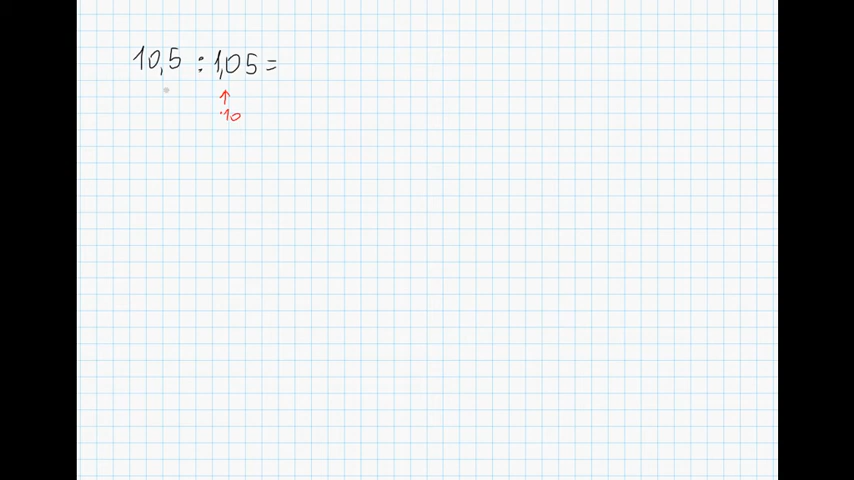 10,5 : 1,05 =
↑
·10